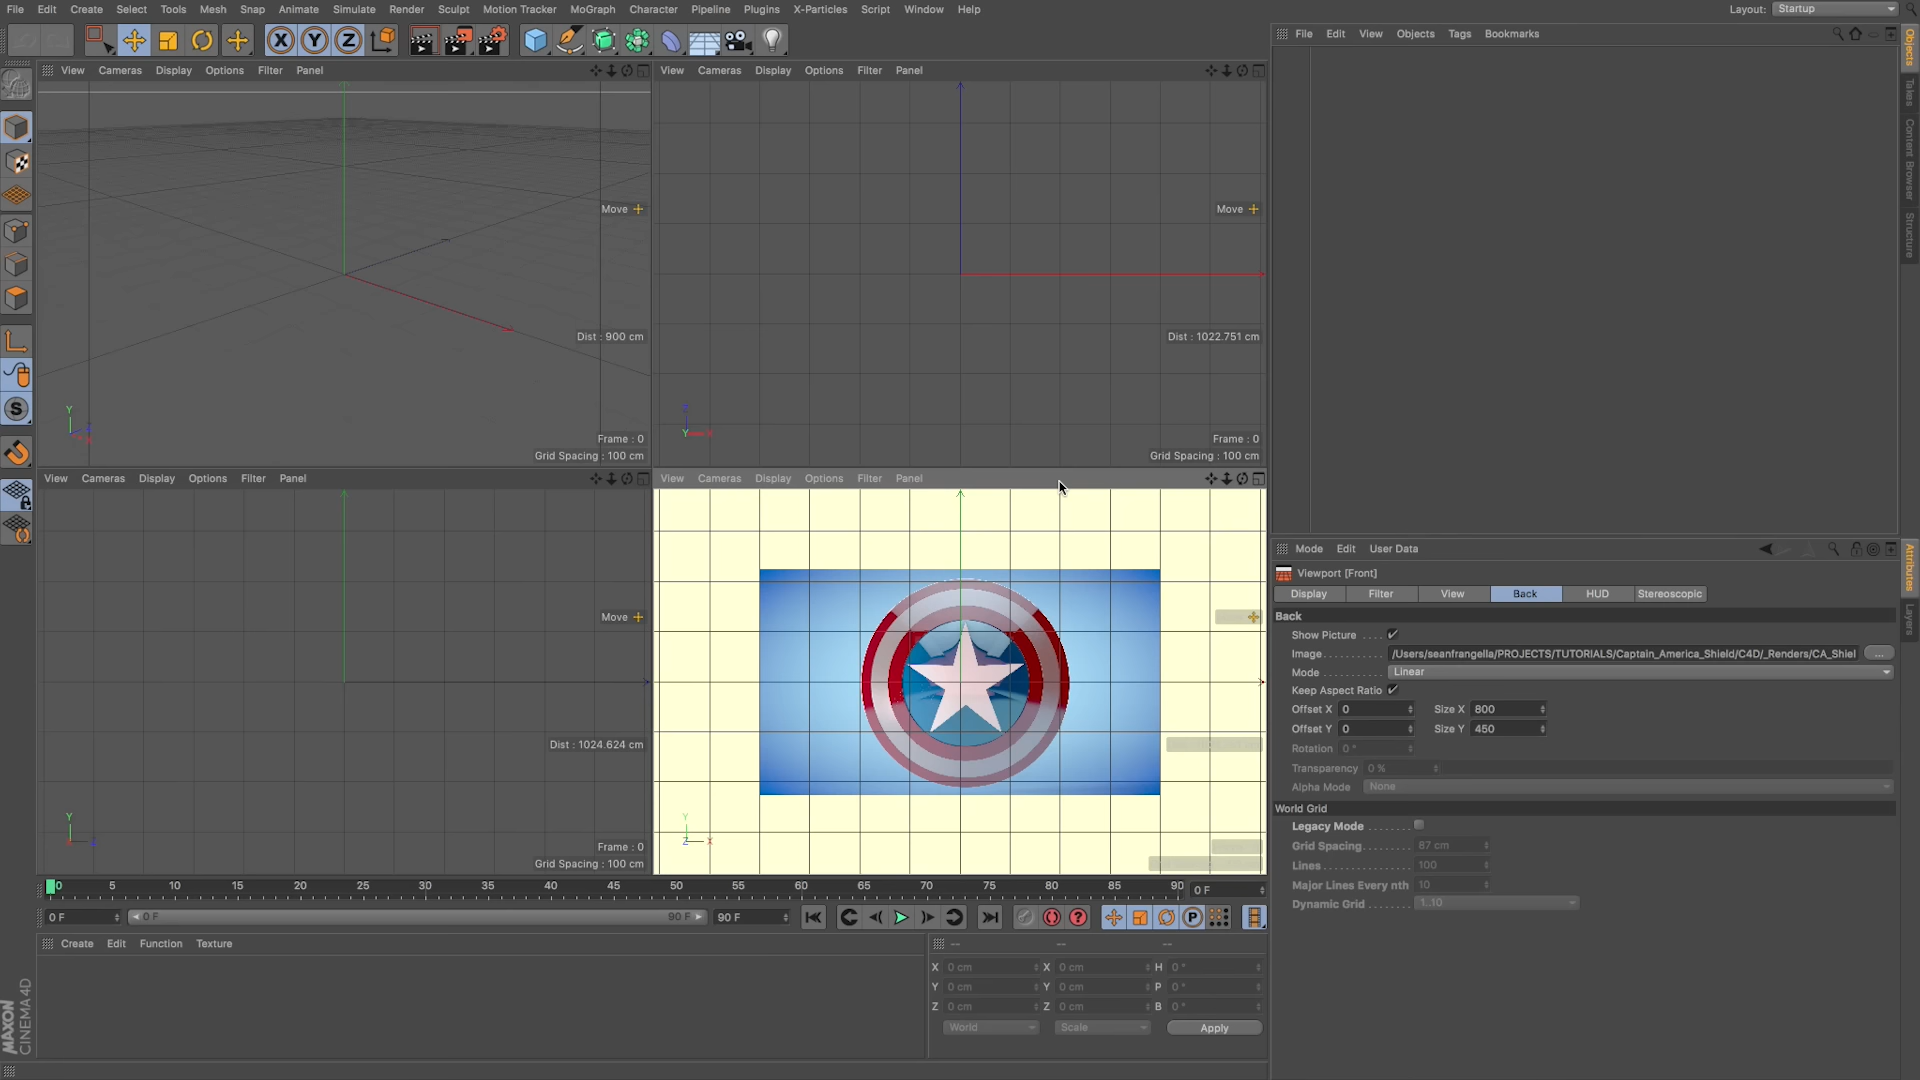 File Edit Create Select Tools Mesh Snap Animate Simulate Render Sculpt Motion Tracker MoGraph Character Pipeline Plugins X-Particles Script Window Help Layout: Startup
X Y Z
File Edit View Objects Tags Bookmarks
Objects
Takes
Content Browser
Structure
View Cameras Display Options Filter Panel
Move
Dist : 900 cm
Y
Frame : 0
Grid Spacing : 100 cm
View Cameras Display Options Filter Panel
Move
Dist : 1022.751 cm
Z
Y X
Frame : 0
Grid Spacing : 100 cm
View Cameras Display Options Filter Panel
Move
Dist : 1024.624 cm
Y
Frame : 0
Grid Spacing : 100 cm
View Cameras Display Options Filter Panel
Y
Z X
S
Mode Edit User Data
Attributes
Layers
Viewport [Front]
Display Filter View Back HUD Stereoscopic
Back
Show Picture ....
Image........... /Users/seanfrangella/PROJECTS/TUTORIALS/Captain_America_Shield/C4D/_Renders/CA_Shiel ...
Mode ............ Linear
Keep Aspect Ratio
Offset X 0 Size X 800
Offset Y 0 Size Y 450
Rotation 0 °
Transparency 0 %
Alpha Mode None
World Grid
Legacy Mode ........
Grid Spacing......... 87 cm
Lines................ 100
Major Lines Every nth 10
Dynamic Grid ........ 1..10
0 5 10 15 20 25 30 35 40 45 50 55 60 65 70 75 80 85 90 0 F
0 F 0 F 90 F 90 F ? P
Create Edit Function Texture
-- -- --
X 0 cm X 0 cm H 0 °
Y 0 cm Y 0 cm P 0 °
Z 0 cm Z 0 cm B 0 °
World Scale Apply
MAXON
CINEMA 4D